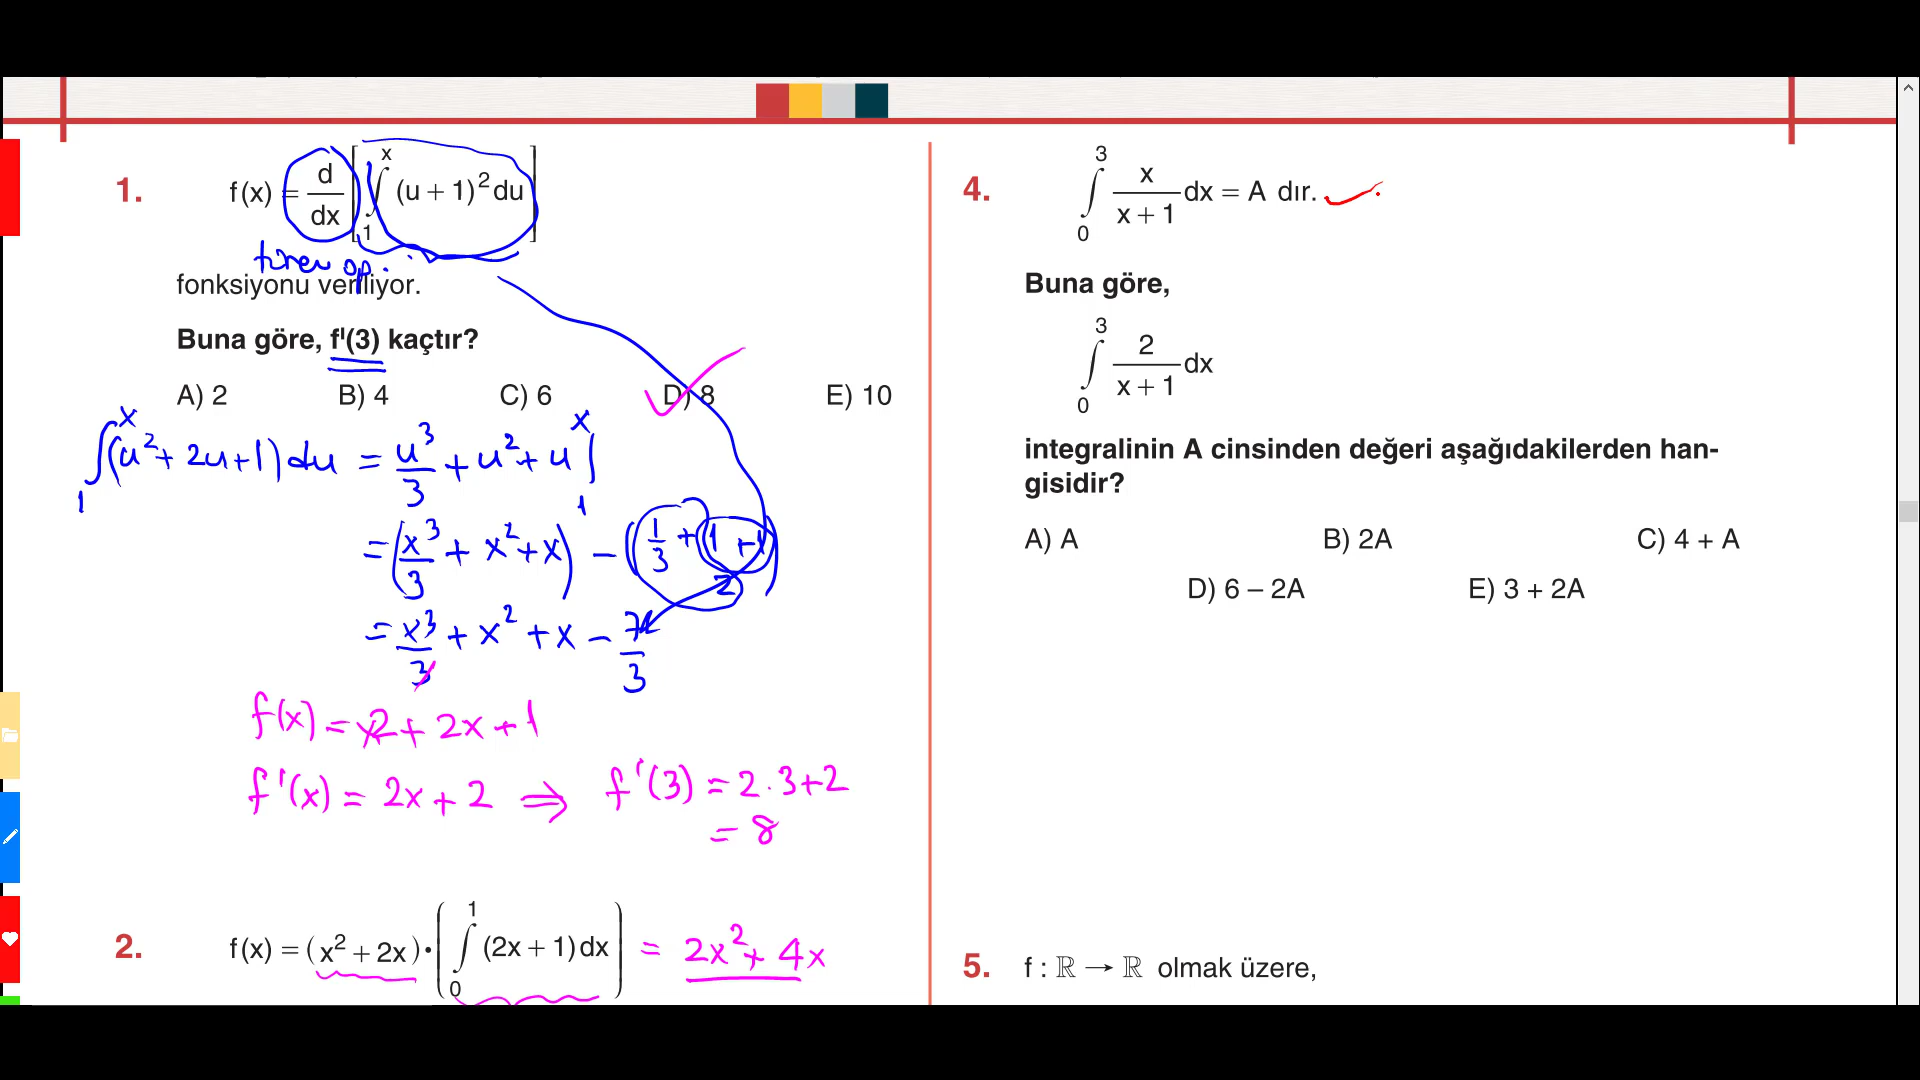 1. f(x) = d/dx [∫₁ˣ (u + 1)² du]
türev op.
fonksiyonu veriliyor.
Buna göre, f'(3) kaçtır?
A) 2 B) 4 C) 6 D) 8 E) 10
∫₁ˣ (u² + 2u + 1) du = u³/3 + u² + u |₁ˣ
= (x³/3 + x² + x) − (1/3 + 1 + 1)
2
= x³/3 + x² + x − 7/3
f(x) = x² + 2x + 1
f'(x) = 2x + 2 ⇒ f'(3) = 2.3+2
= 8
2. f(x) = (x² + 2x) • (∫₀¹ (2x + 1) dx) = 2x² + 4x
4. ∫₀³ x/(x + 1) dx = A dır.
Buna göre,
∫₀³ 2/(x + 1) dx
integralinin A cinsinden değeri aşağıdakilerden han-
gisidir?
A) A B) 2A C) 4 + A
D) 6 – 2A E) 3 + 2A
5. f : ℝ → ℝ olmak üzere,